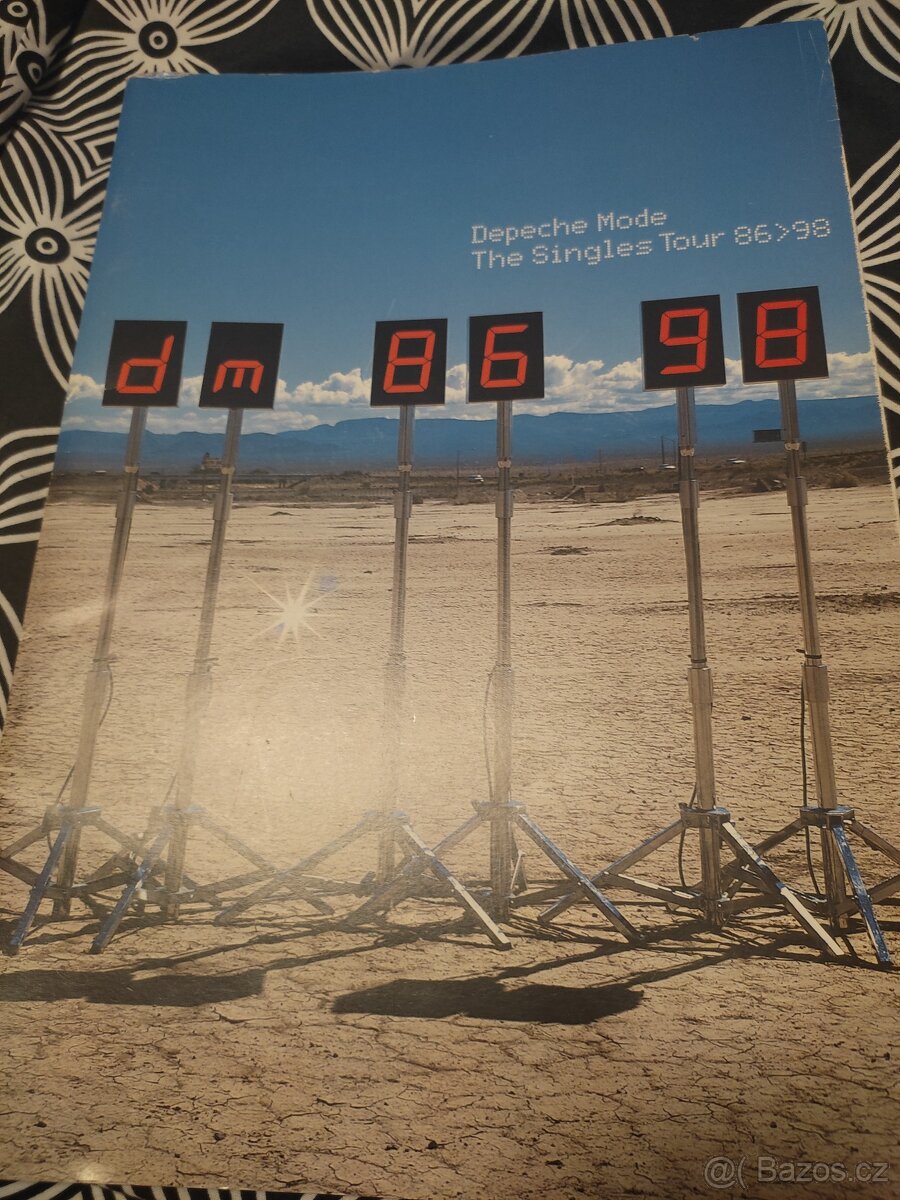 Depeche Mode
The Singles Tour 86>98
dm 86 98
@( Bazos.cz